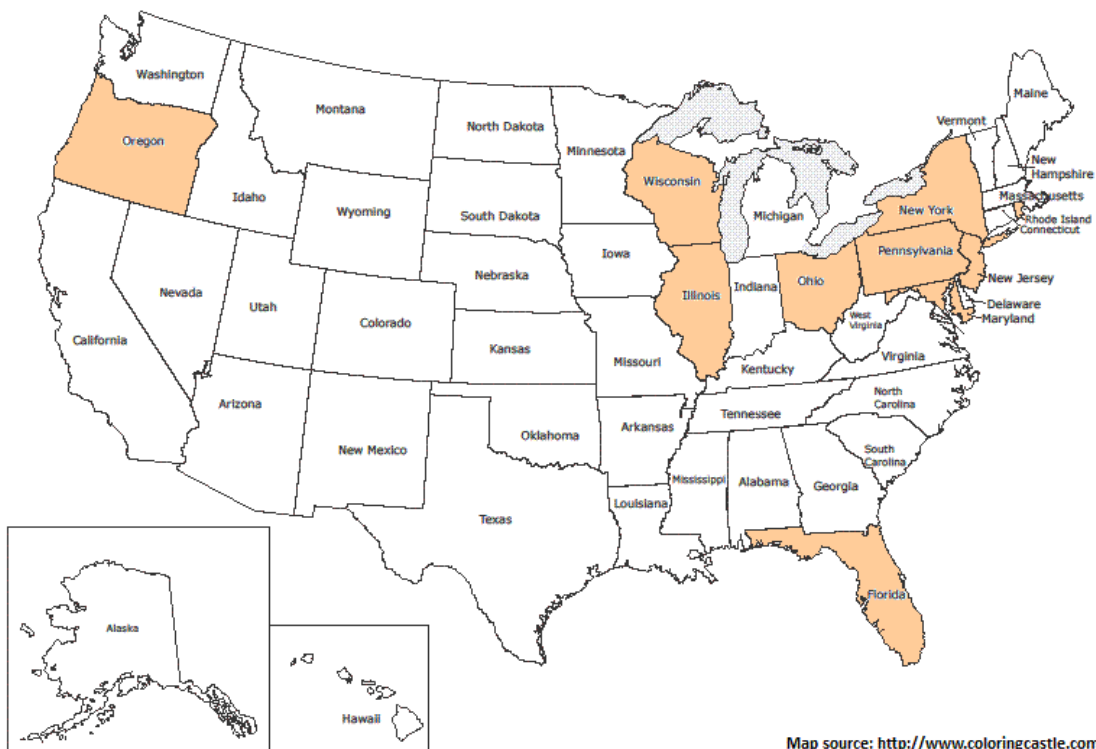 Washington
Montana
North Dakota
Minnesota
Maine
Vermont
Oregon
New
Hampshire
Idaho
Wyoming
South Dakota
Wisconsin
Michigan
Massachusetts
New York
Rhode Island
Connecticut
Iowa
Pennsylvania
Nebraska
Nevada
Utah
Colorado
Illinois
Indiana
Ohio
New Jersey
Delaware
Maryland
West
Virginia
California
Kansas
Missouri
Kentucky
Virginia
Arizona
New Mexico
Oklahoma
Arkansas
Tennessee
North
Carolina
South
Carolina
Texas
Louisiana
Mississippi
Alabama
Georgia
Florida
Alaska
Hawaii
Map source: http://www.coloringcastle.com